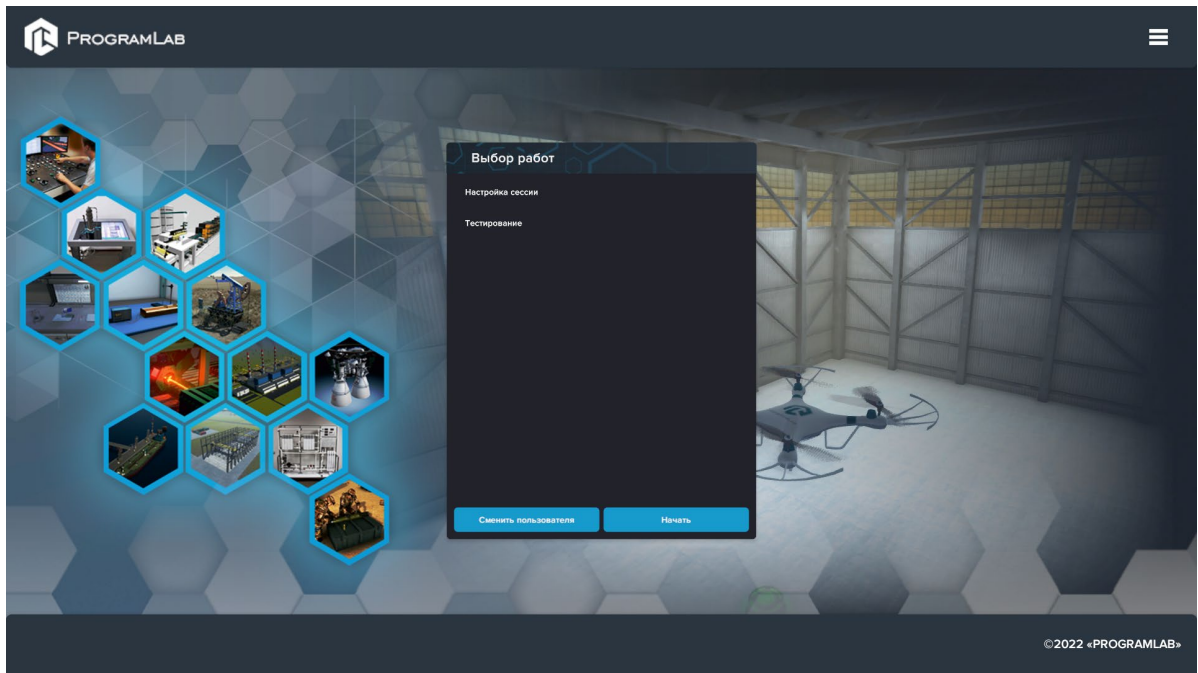 PROGRAMLAB
Выбор работ
Настройка сессии
Тестирование
Сменить пользователя
Начать
©2022 «PROGRAMLAB»